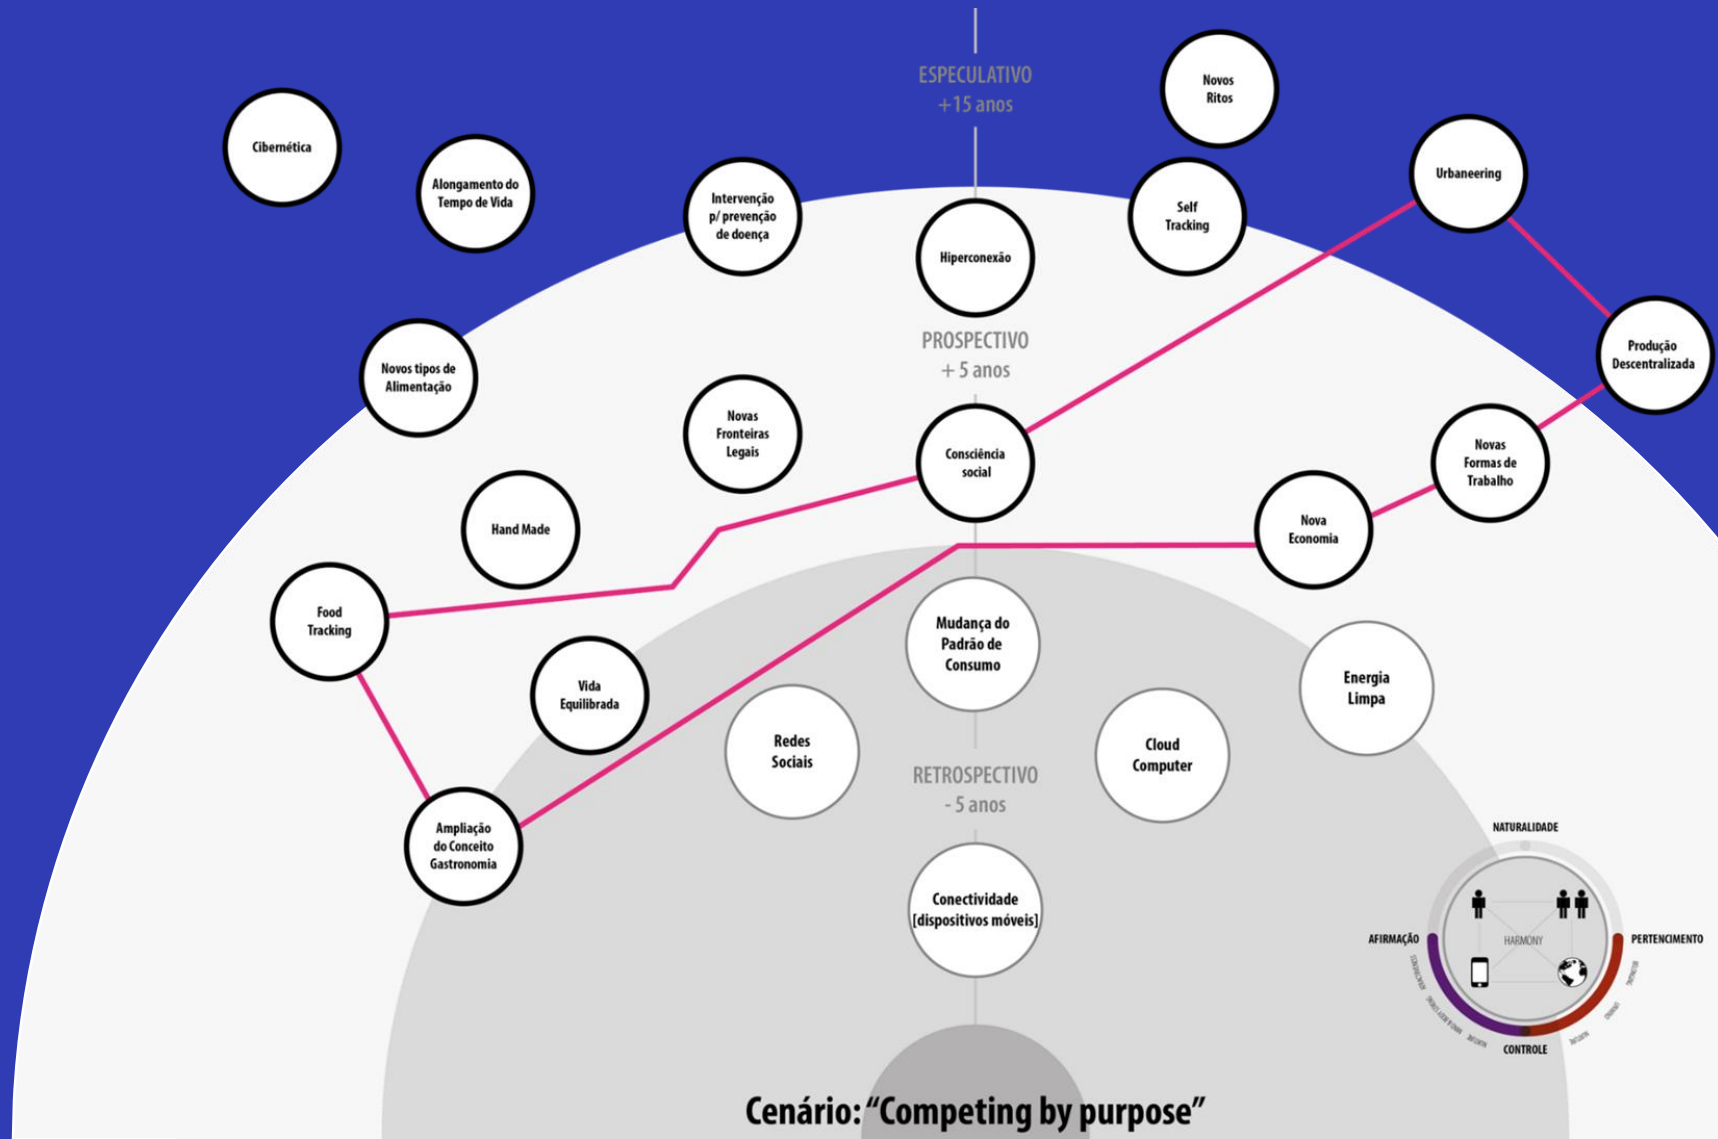 ESPECULATIVO
+15 anos
Novos
Ritos
Cibernética
Alongamento do
Tempo de Vida
Intervenção
p/ prevenção
de doença
Hiperconexão
Self
Tracking
Urbaneering
PROSPECTIVO
+ 5 anos
Produção
Descentralizada
Novos tipos de
Alimentação
Novas
Fronteiras
Legais
Consciência
social
Novas
Formas de
Trabalho
Hand Made
Nova
Economia
Food
Tracking
Vida
Equilibrada
Mudança do
Padrão de
Consumo
Energia
Limpa
Redes
Sociais
Cloud
Computer
RETROSPECTIVO
- 5 anos
Ampliação
do Conceito
Gastronomia
Conectividade
[dispositivos móveis]
NATURALIDADE
AFIRMAÇÃO
HARMONY
PERTENCIMENTO
CONTROLE
Cenário: “Competing by purpose”